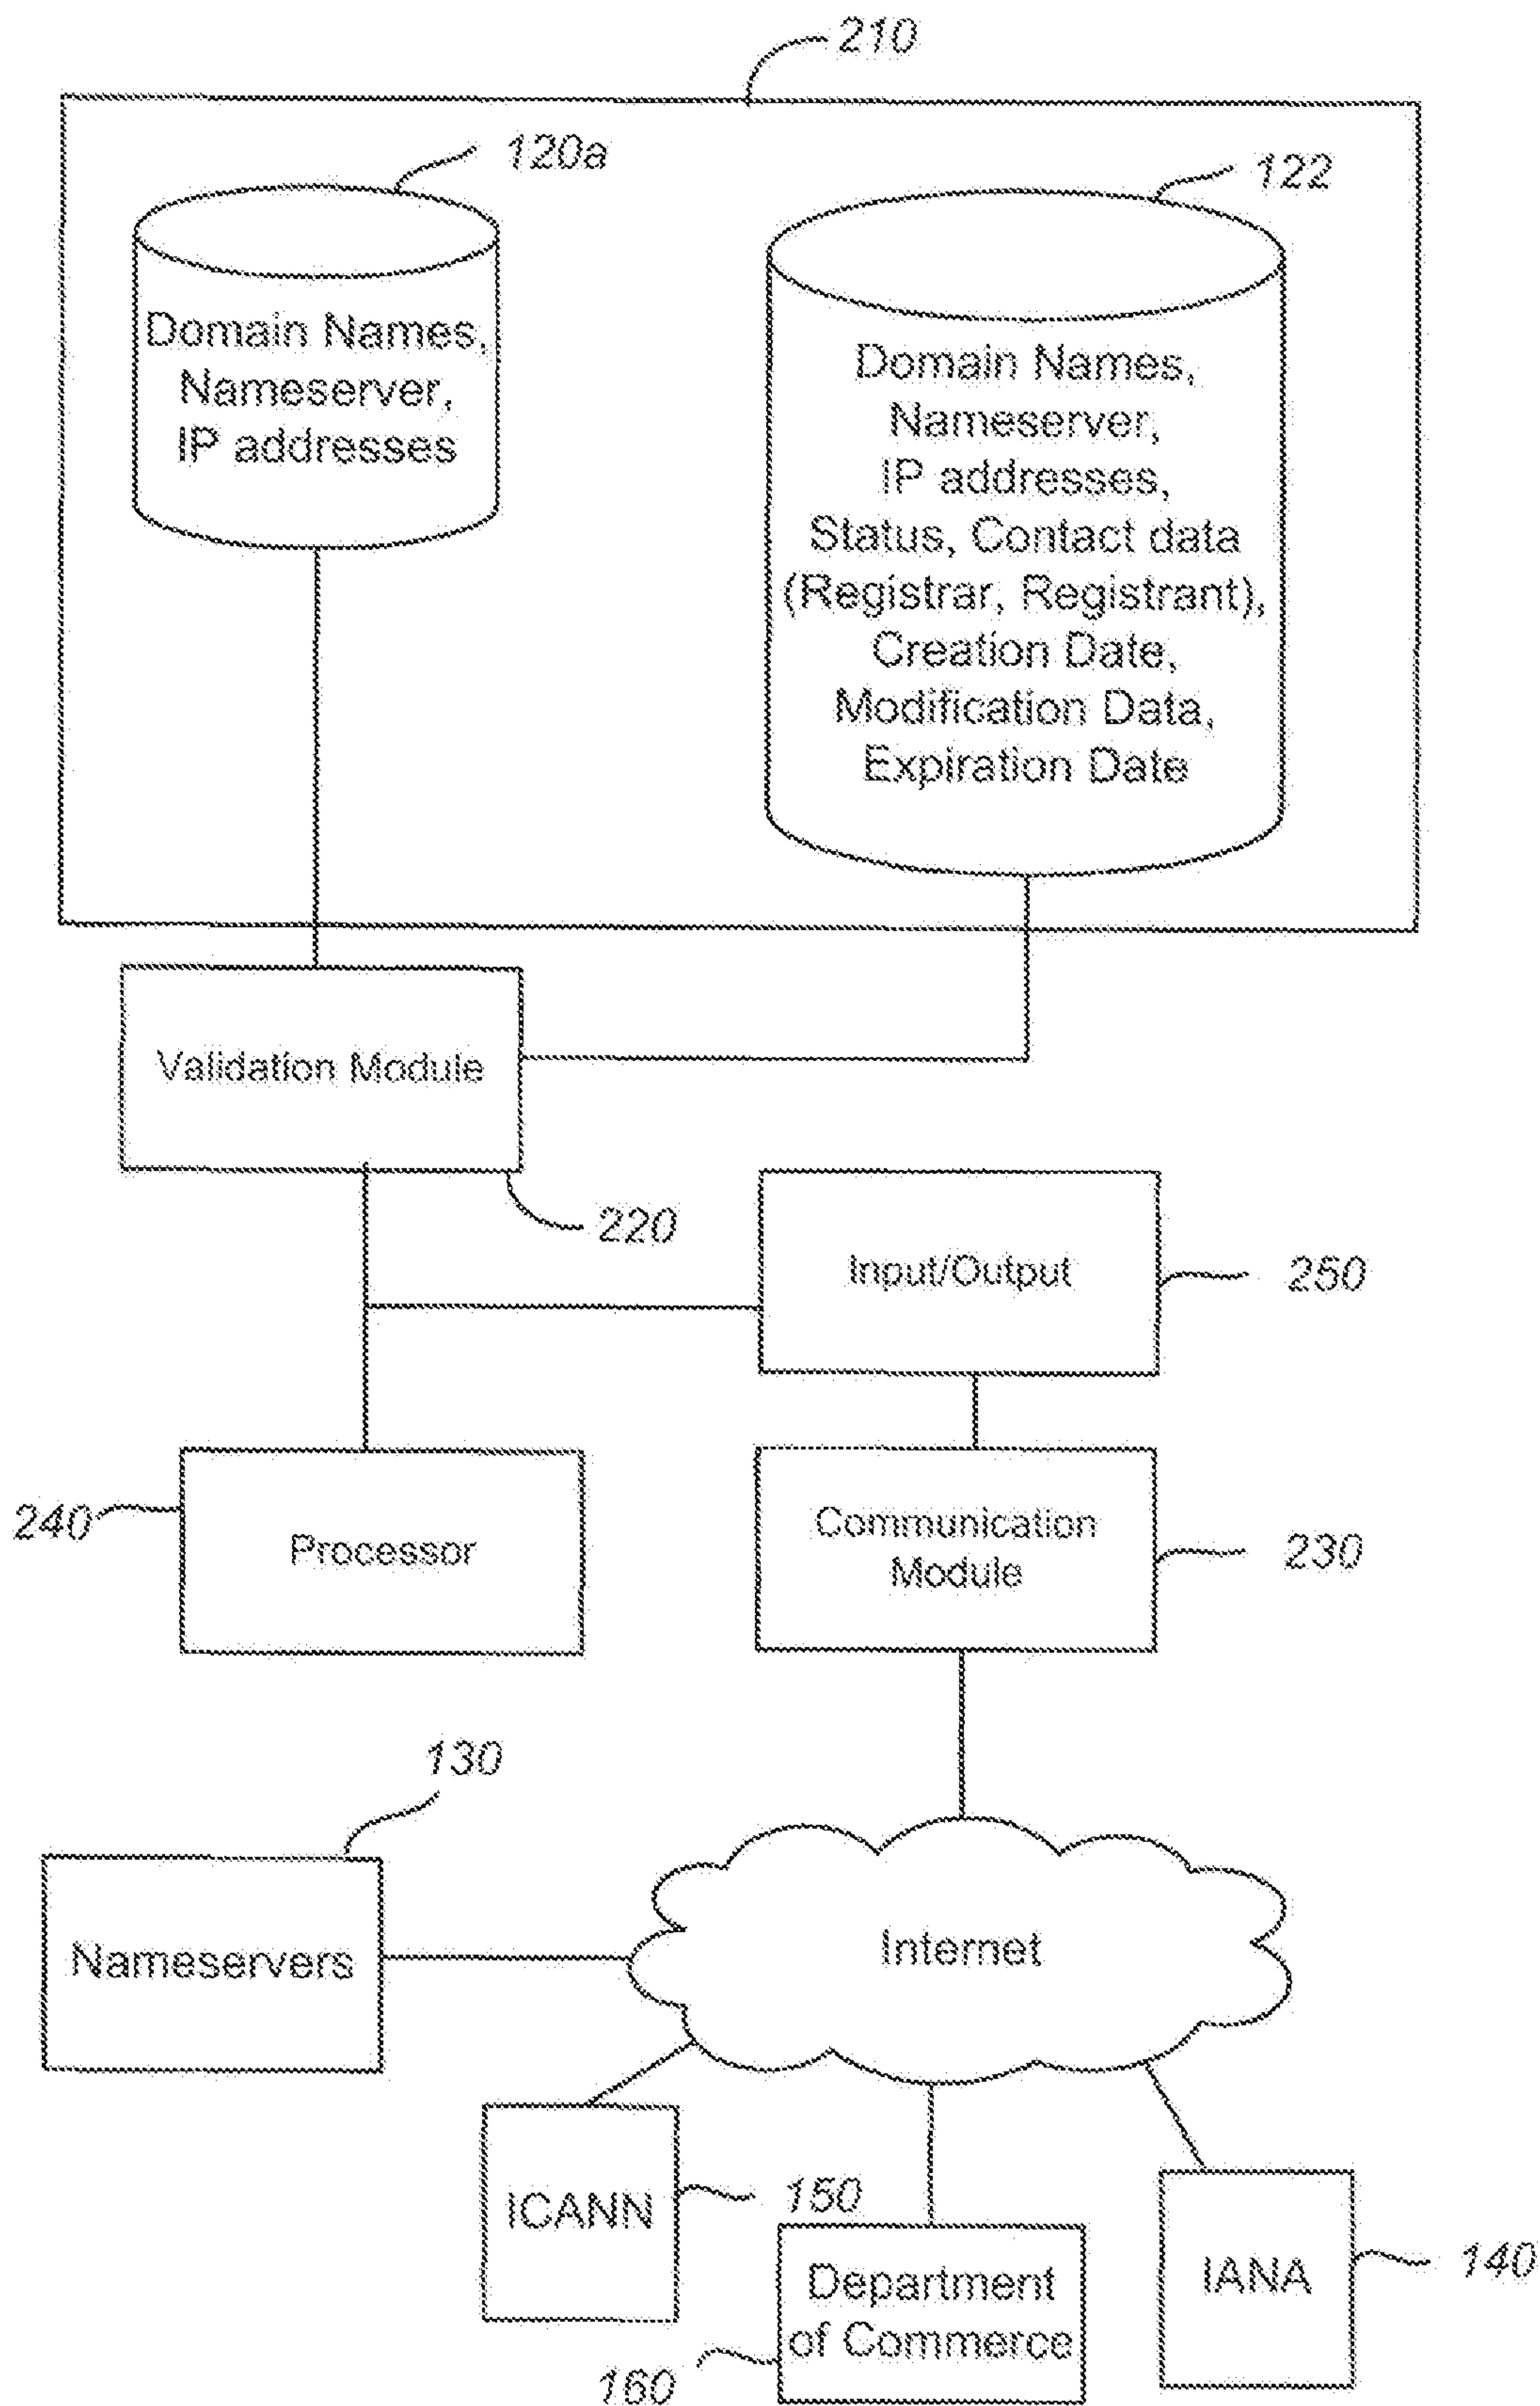 210
120a
122
Domain Names,
Nameserver,
IP addresses
Domain Names,
Nameserver,
IP addresses,
Status, Contact data
(Registrar, Registrant),
Creation Date,
Modification Data,
Expiration Date
Validation Module
220
Input/Output
250
240
Processor
Communication
Module
230
130
Nameservers
Internet
ICANN
150
Department
of Commerce
160
IANA
140